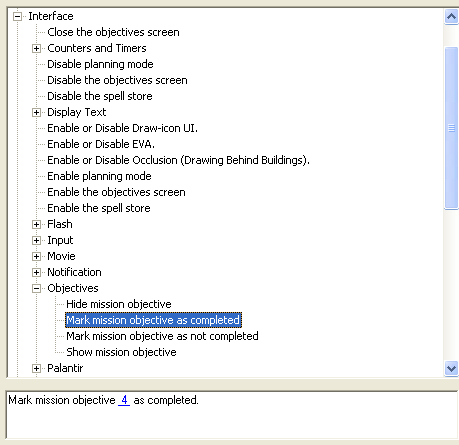 Interface
Close the objectives screen
Counters and Timers
Disable planning mode
Disable the objectives screen
Disable the spell store
Display Text
Enable or Disable Draw-icon UI.
Enable or Disable EVA.
Enable or Disable Occlusion (Drawing Behind Buildings).
Enable planning mode
Enable the objectives screen
Enable the spell store
Flash
Input
Movie
Notification
Objectives
Hide mission objective
Mark mission objective as completed
Mark mission objective as not completed
Show mission objective
Palantir
Mark mission objective 4 as completed.